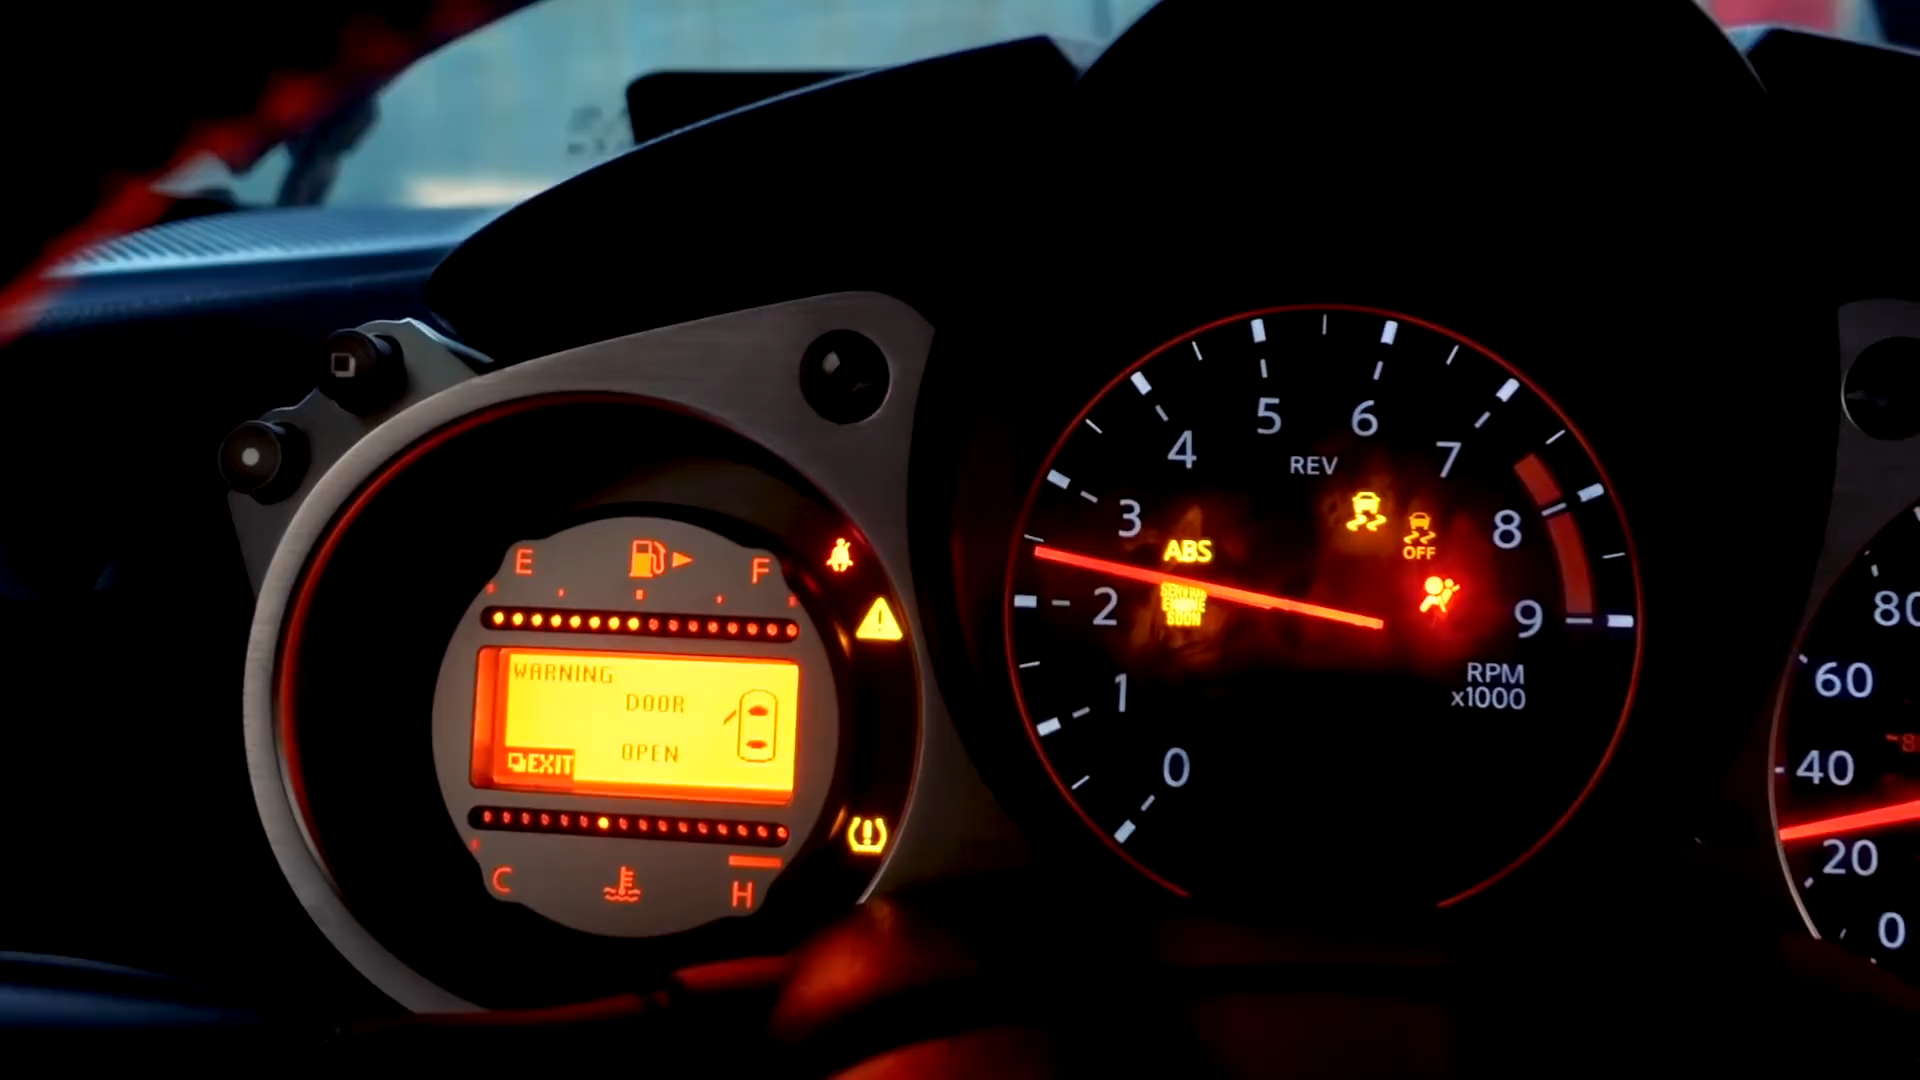 E
F
WARNING
DOOR
OPEN
EXIT
C
H
0
1
2
3
4
5
6
7
8
9
REV
ABS
OFF
SERVICE
ENGINE
SOON
RPM
x1000
80
60
40
20
0